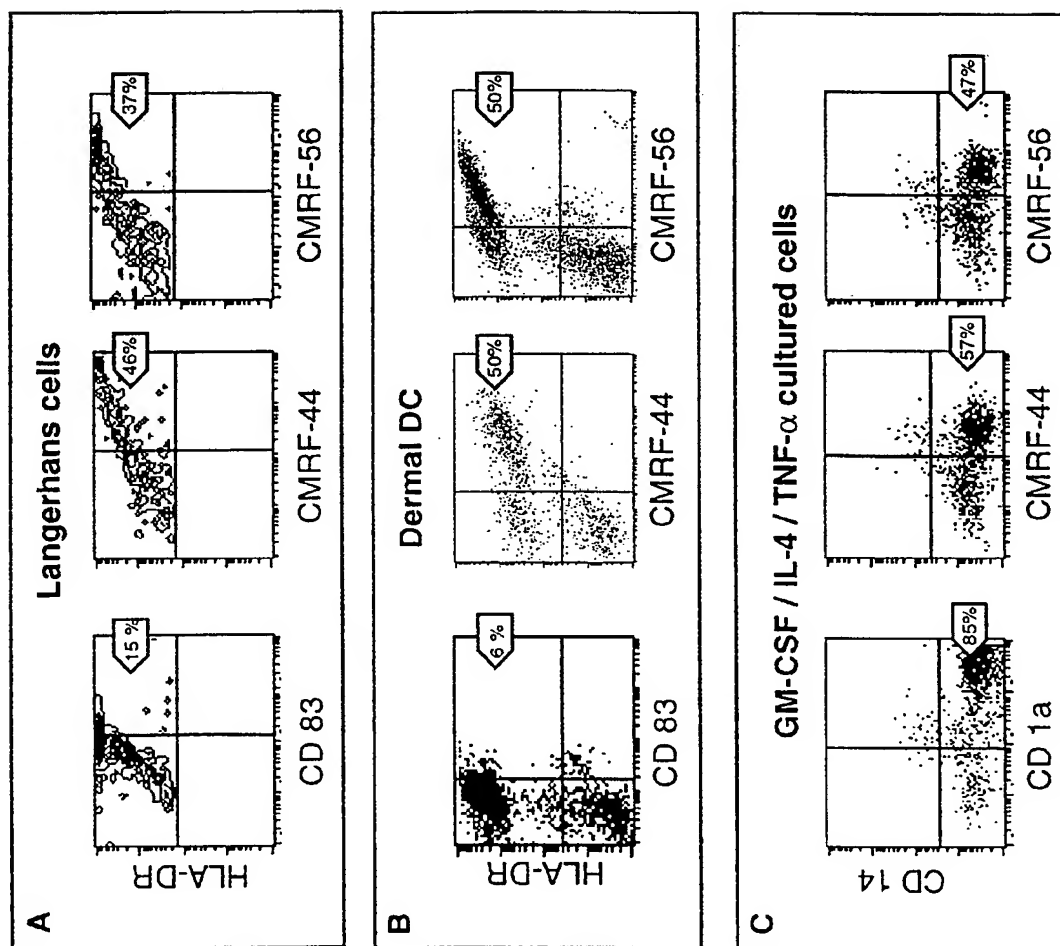 A
Langerhans cells
HLA-DR
15 %
46%
37%
CD 83
CMRF-44
CMRF-56
B
Dermal DC
HLA-DR
6 %
50%
50%
CD 83
CMRF-44
CMRF-56
C
GM-CSF / IL-4 / TNF-α cultured cells
CD 14
85%
57%
47%
CD 1a
CMRF-44
CMRF-56